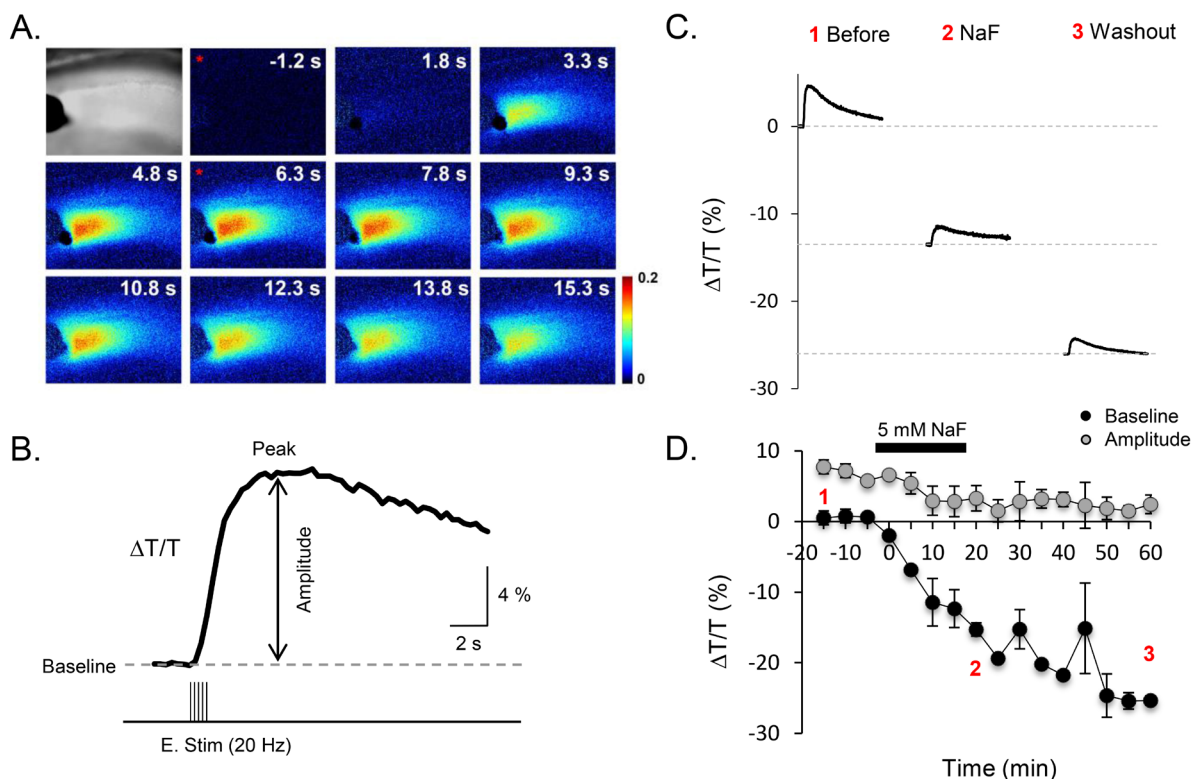 A.
* -1.2 s
1.8 s
3.3 s
4.8 s
* 6.3 s
7.8 s
9.3 s
10.8 s
12.3 s
13.8 s
15.3 s
0.2
0
B.
Peak
ΔT/T
Amplitude
4 %
2 s
Baseline
E. Stim (20 Hz)
C.
1 Before
2 NaF
3 Washout
0
-10
-20
-30
ΔT/T (%)
Baseline
Amplitude
D.
5 mM NaF
10
0
-10
-20
-30
ΔT/T (%)
1
2
3
-20 -10 0 10 20 30 40 50 60
Time (min)